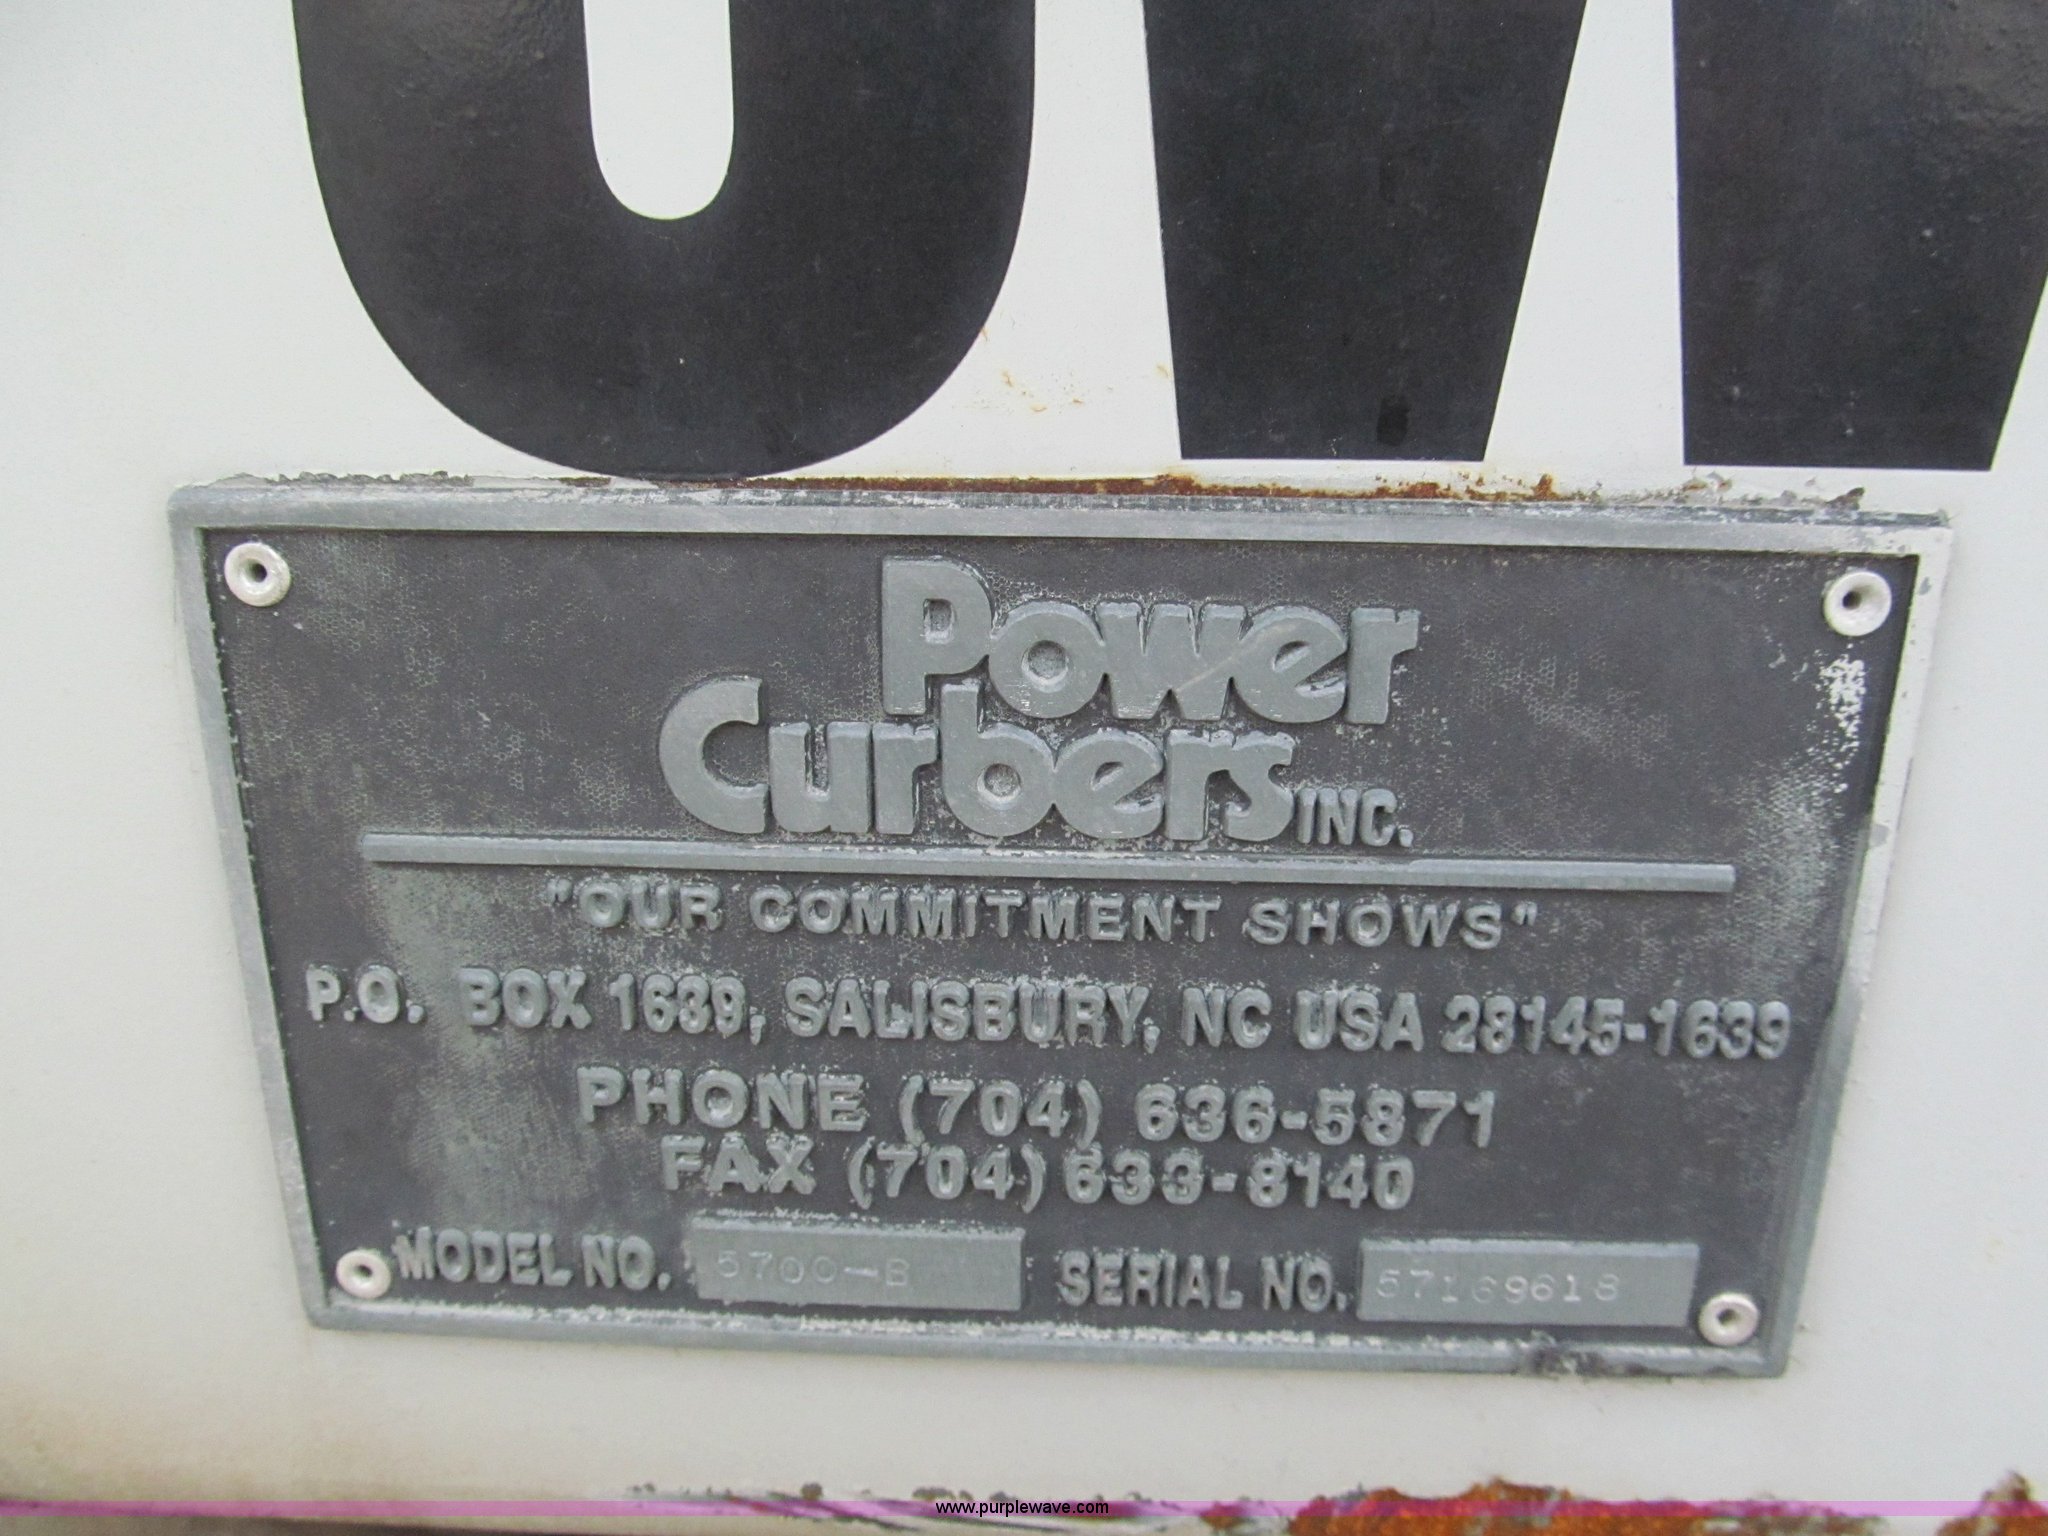 Power
Curbers INC.
"OUR COMMITMENT SHOWS"
P.O. BOX 1639, SALISBURY, NC USA 28145-1639
PHONE (704) 636-5871
FAX (704) 633-8140
MODEL NO. 5700-B SERIAL NO. 57169618
www.purplewave.com